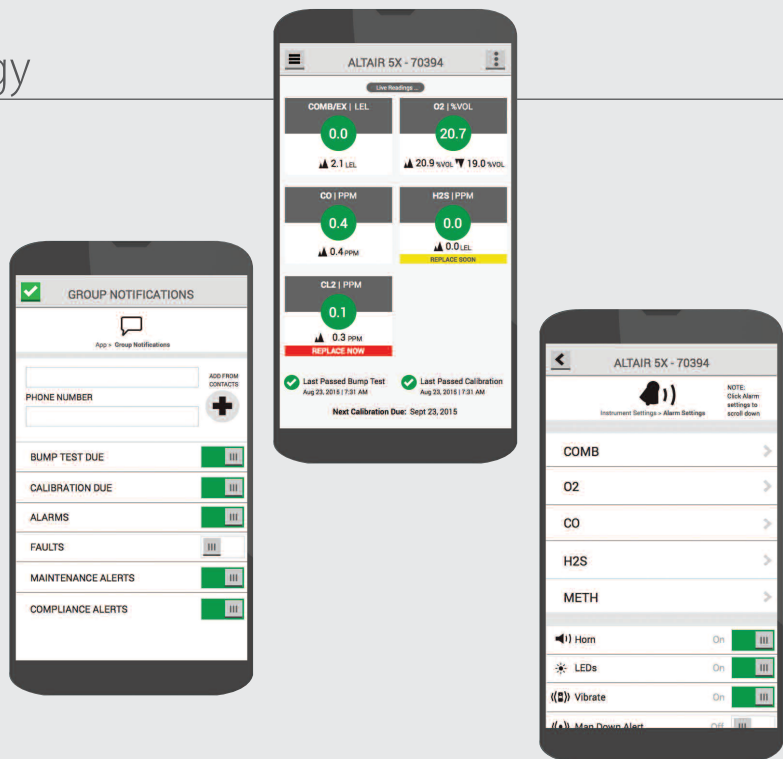 ALTAIR 5X - 70394
Live Readings ...
COMB/EX | LEL
0.0
2.1 LEL
O2 | %VOL
20.7
20.9 %VOL 19.0 %VOL
CO | PPM
0.4
0.4 PPM
H2S | PPM
0.0
0.0 LEL
REPLACE SOON
CL2 | PPM
0.1
0.3 PPM
REPLACE NOW
Last Passed Bump Test
Aug 23, 2015 | 7:31 AM
Last Passed Calibration
Aug 23, 2015 | 7:31 AM
Next Calibration Due: Sept 23, 2015
GROUP NOTIFICATIONS
App > Group Notifications
ADD FROM
CONTACTS
PHONE NUMBER
BUMP TEST DUE
CALIBRATION DUE
ALARMS
FAULTS
MAINTENANCE ALERTS
COMPLIANCE ALERTS
ALTAIR 5X - 70394
Instrument Settings > Alarm Settings
NOTE:
Click Alarm
settings to
scroll down
COMB
O2
CO
H2S
METH
Horn On
LEDs On
Vibrate On
Man Down Alert Off